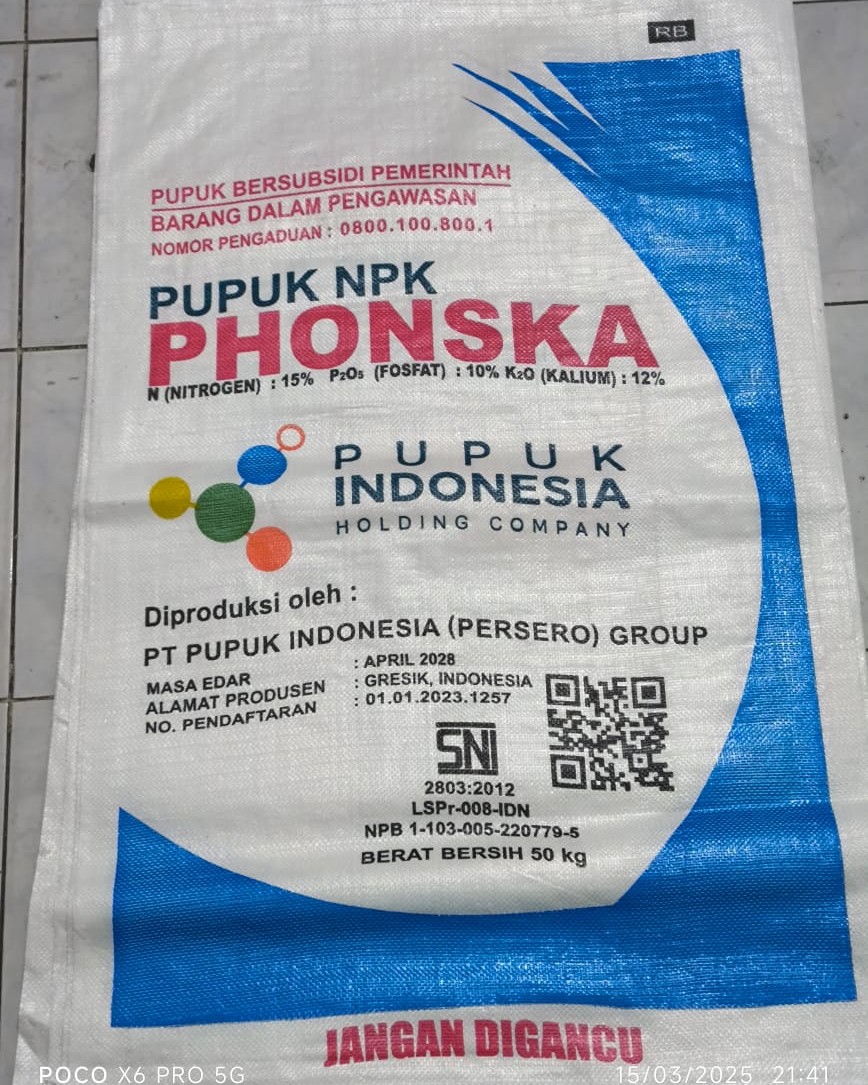 RB
PUPUK BERSUBSIDI PEMERINTAH
BARANG DALAM PENGAWASAN
NOMOR PENGADUAN : 0800.100.800.1
PUPUK NPK
PHONSKA
N (NITROGEN) : 15% P₂O₅ (FOSFAT) : 10% K₂O (KALIUM) : 12%
PUPUK
INDONESIA
HOLDING COMPANY
Diproduksi oleh :
PT PUPUK INDONESIA (PERSERO) GROUP
MASA EDAR : APRIL 2028
ALAMAT PRODUSEN : GRESIK, INDONESIA
NO. PENDAFTARAN : 01.01.2023.1257
SNI
2803:2012
LSPr-008-IDN
NPB 1-103-005-220779-5
BERAT BERSIH 50 kg
JANGAN DIGANCU
POCO X6 PRO 5G 15/03/2025 21:41